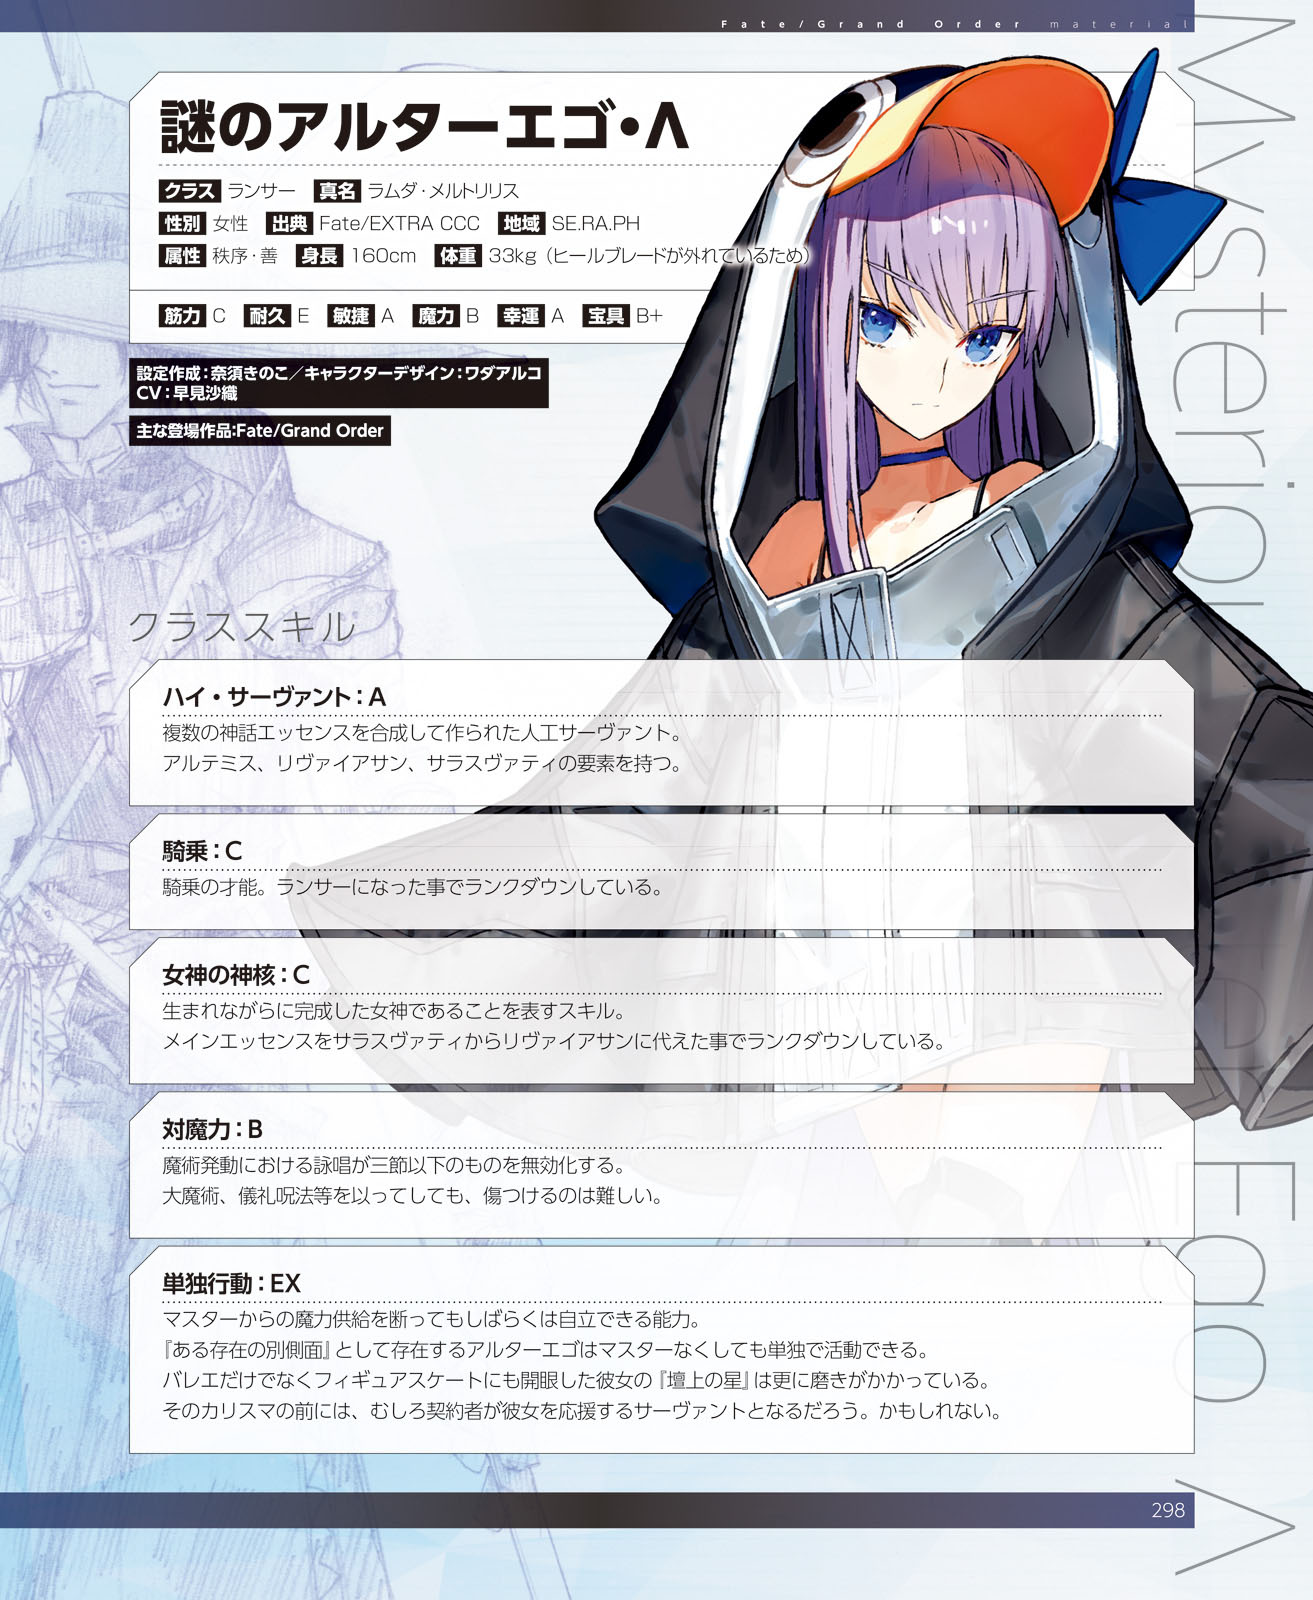 Fate/Grand Order material
謎のアルターエゴ・Λ
クラス ランサー 真名 ラムダ・メルトリリス
性別 女性 出典 Fate/EXTRA CCC 地域 SE.RA.PH
属性 秩序・善 身長 160cm 体重 33kg（ヒールブレードが外れているため）
筋力 C 耐久 E 敏捷 A 魔力 B 幸運 A 宝具 B+
設定作成：奈須きのこ／キャラクターデザイン：ワダアルコ
CV：早見沙織
主な登場作品：Fate/Grand Order
クラススキル
ハイ・サーヴァント：A
複数の神話エッセンスを合成して作られた人工サーヴァント。
アルテミス、リヴァイアサン、サラスヴァティの要素を持つ。
騎乗：C
騎乗の才能。ランサーになった事でランクダウンしている。
女神の神核：C
生まれながらに完成した女神であることを表すスキル。
メインエッセンスをサラスヴァティからリヴァイアサンに代えた事でランクダウンしている。
対魔力：B
魔術発動における詠唱が三節以下のものを無効化する。
大魔術、儀礼呪法等を以ってしても、傷つけるのは難しい。
単独行動：EX
マスターからの魔力供給を断ってもしばらくは自立できる能力。
『ある存在の別側面』として存在するアルターエゴはマスターなくしても単独で活動できる。
バレエだけでなくフィギュアスケートにも開眼した彼女の『壇上の星』は更に磨きがかかっている。
そのカリスマの前には、むしろ契約者が彼女を応援するサーヴァントとなるだろう。かもしれない。
298